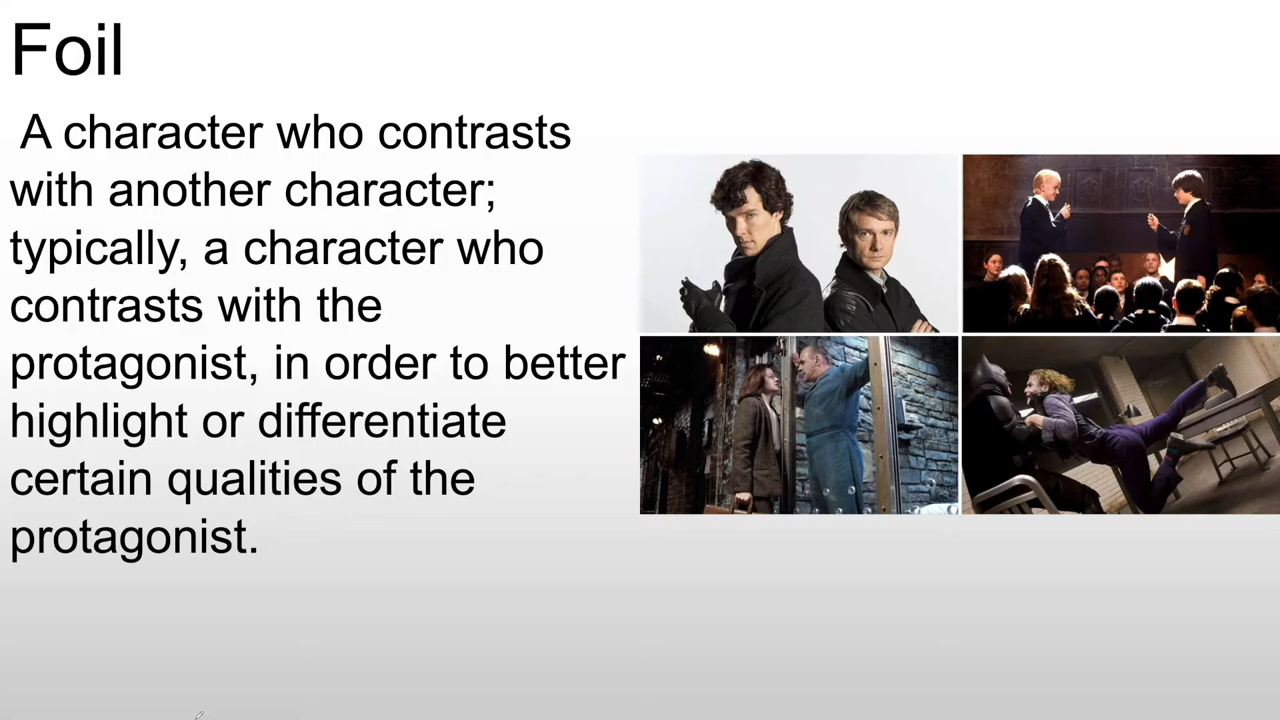 Foil
A character who contrasts
with another character;
typically, a character who
contrasts with the
protagonist, in order to better
highlight or differentiate
certain qualities of the
protagonist.